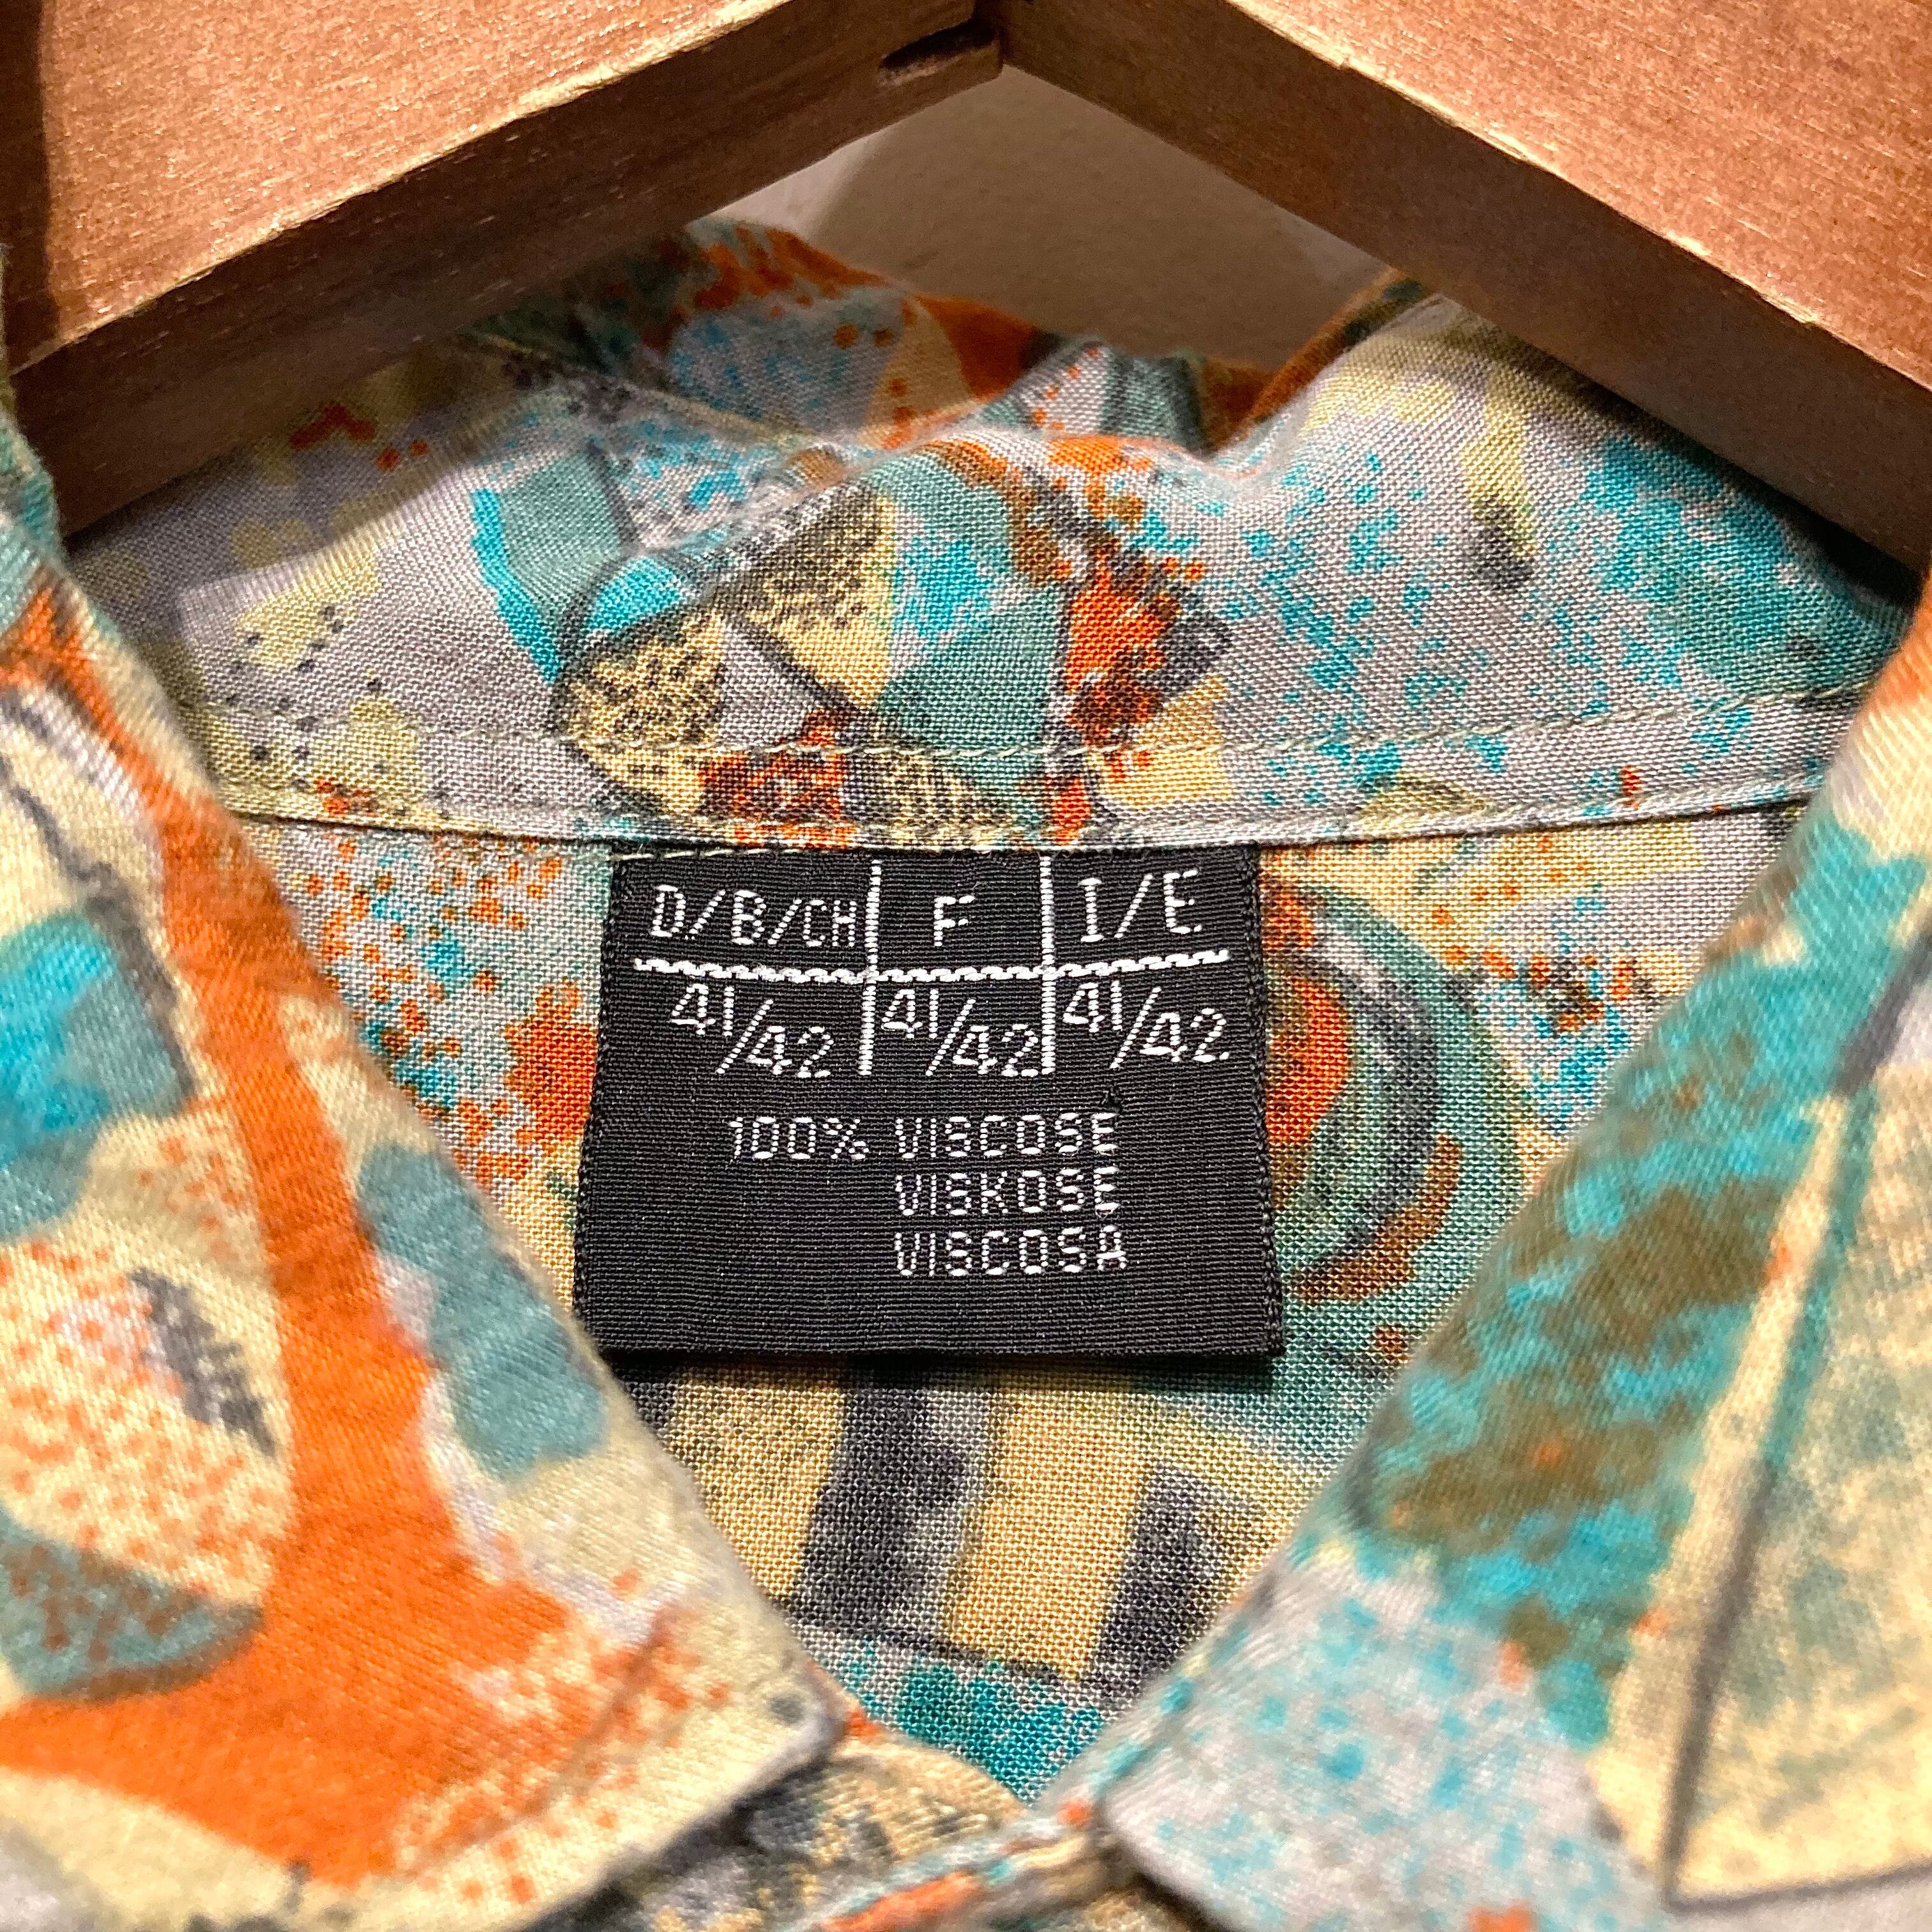 D/B/CH F I/E
41/42 41/42 41/42
100% VISCOSE
VISKOSE
VISCOSA